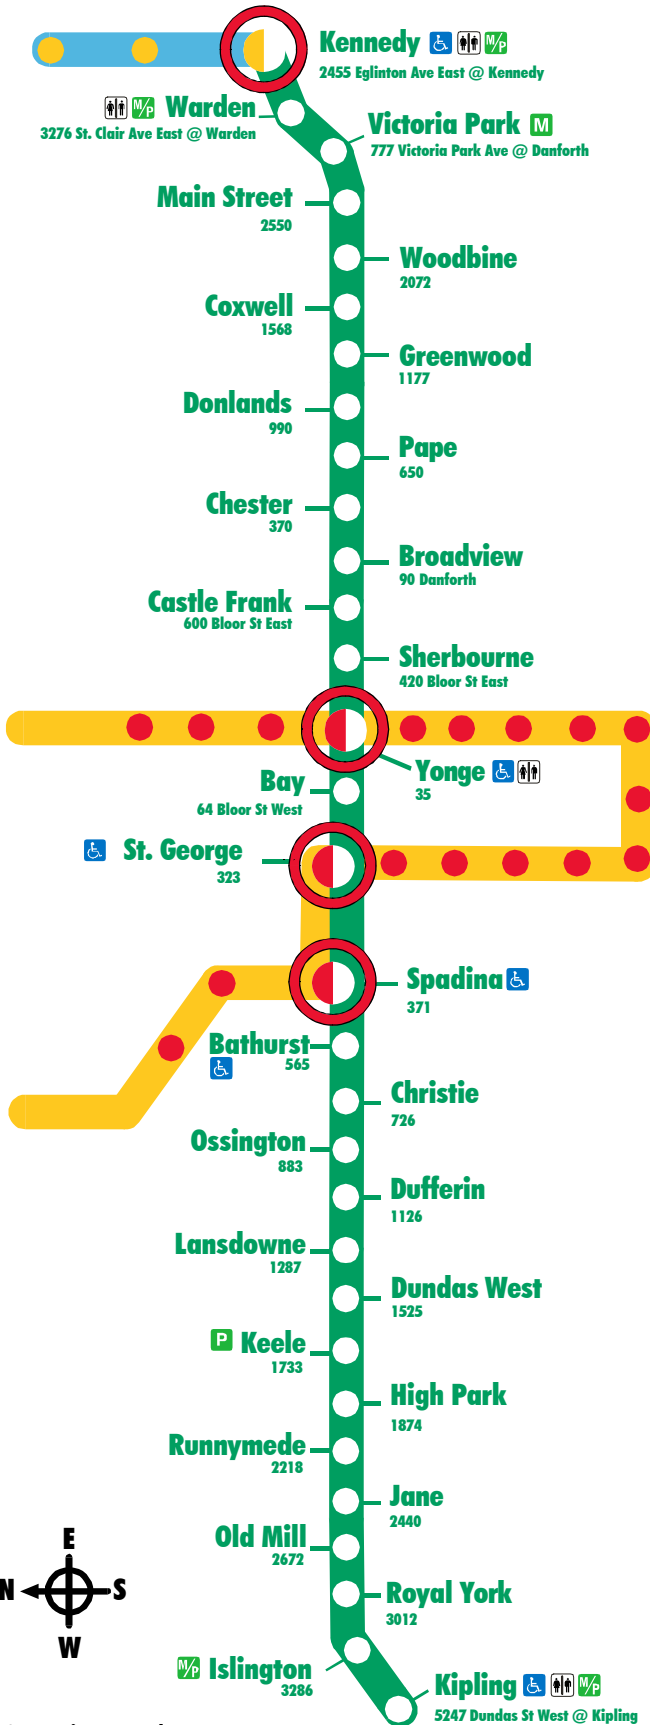 Kennedy M/P
2455 Eglinton Ave East @ Kennedy
M/P Warden
3276 St. Clair Ave East @ Warden
Victoria Park M
777 Victoria Park Ave @ Danforth
Main Street
2550
Woodbine
2072
Coxwell
1568
Greenwood
1177
Donlands
990
Pape
650
Chester
370
Broadview
90 Danforth
Castle Frank
600 Bloor St East
Sherbourne
420 Bloor St East
Yonge
35
Bay
64 Bloor St West
St. George
323
Spadina
371
Bathurst
565
Christie
726
Ossington
883
Dufferin
1126
Lansdowne
1287
Dundas West
1525
P Keele
1733
High Park
1874
Runnymede
2218
Jane
2440
Old Mill
2672
E
N S
W
Royal York
3012
M/P Islington
3286
Kipling M/P
5247 Dundas St West @ Kipling